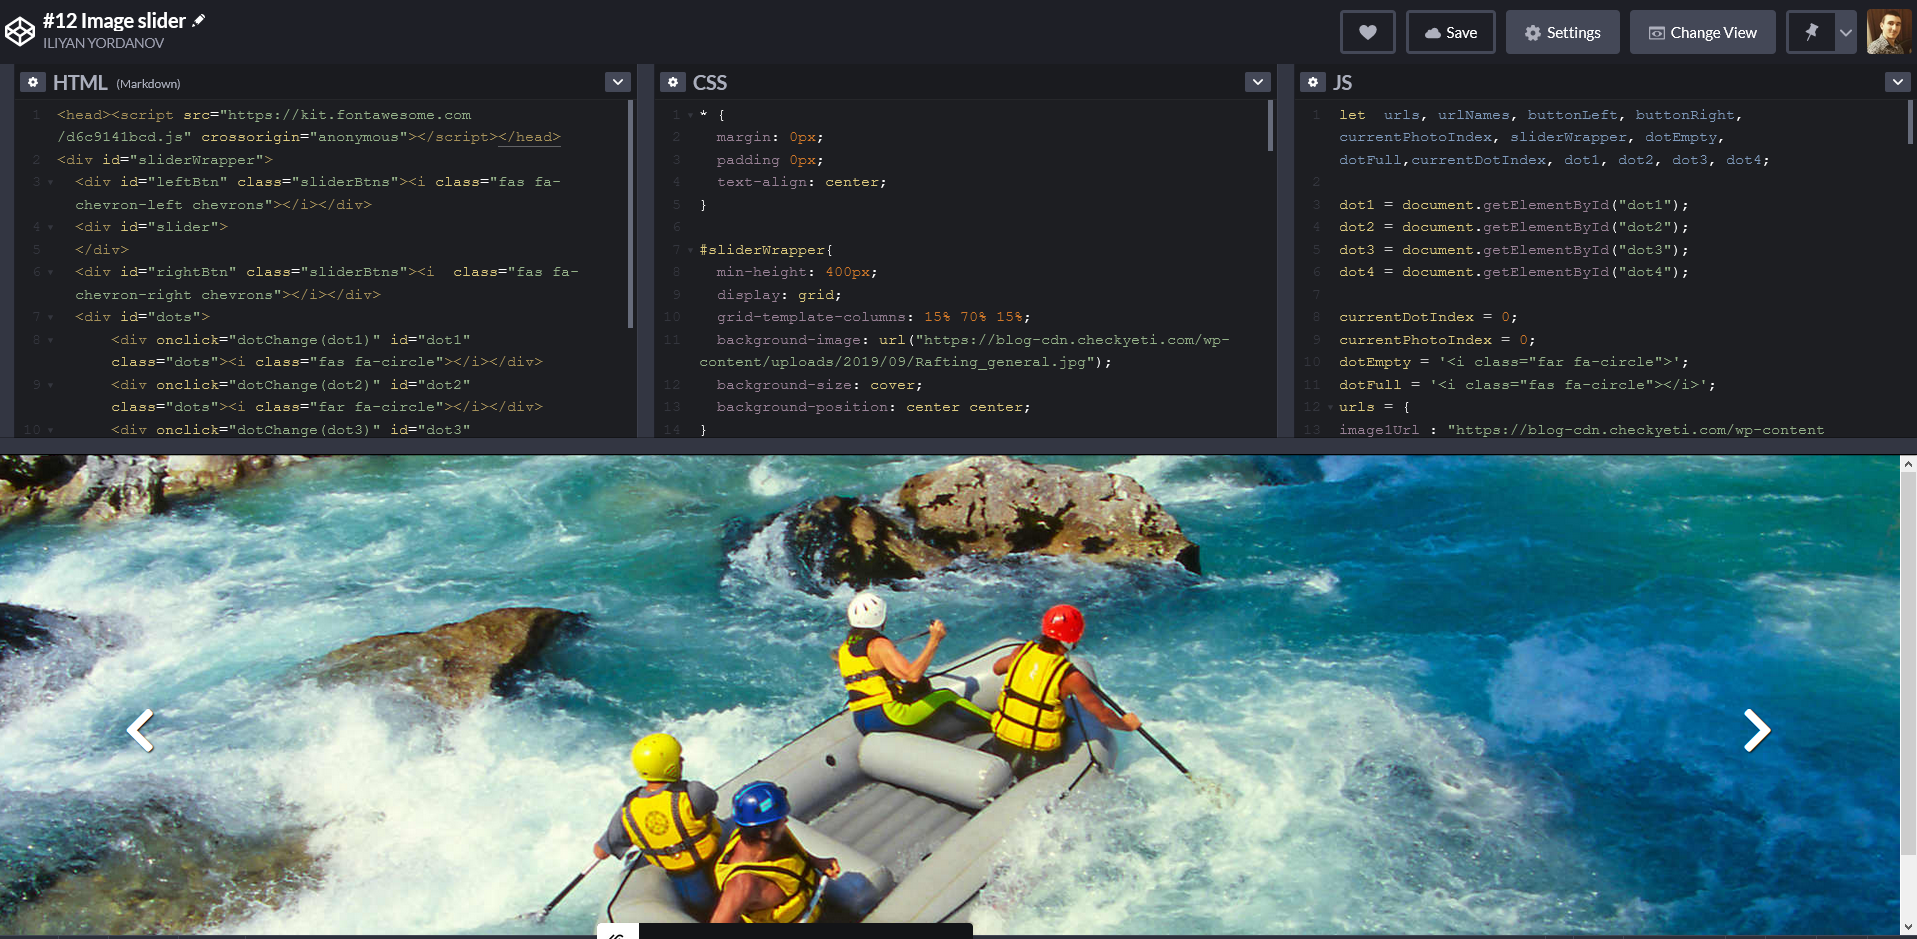 #12 Image slider
ILIYAN YORDANOV
Save
Settings
Change View
HTML (Markdown)
1 <head><script src="https://kit.fontawesome.com
/d6c9141bcd.js" crossorigin="anonymous"></script></head>
2 <div id="sliderWrapper">
3 <div id="leftBtn" class="sliderBtns"><i class="fas fa-
chevron-left chevrons"></i></div>
4 <div id="slider">
5 </div>
6 <div id="rightBtn" class="sliderBtns"><i  class="fas fa-
chevron-right chevrons"></i></div>
7 <div id="dots">
8 <div onclick="dotChange(dot1)" id="dot1"
class="dots"><i class="fas fa-circle"></i></div>
9 <div onclick="dotChange(dot2)" id="dot2"
class="dots"><i class="far fa-circle"></i></div>
10 <div onclick="dotChange(dot3)" id="dot3"
CSS
1 * {
2 margin: 0px;
3 padding 0px;
4 text-align: center;
5 }
6
7 #sliderWrapper{
8 min-height: 400px;
9 display: grid;
10 grid-template-columns: 15% 70% 15%;
11 background-image: url("https://blog-cdn.checkyeti.com/wp-
content/uploads/2019/09/Rafting_general.jpg");
12 background-size: cover;
13 background-position: center center;
14 }
JS
1 let  urls, urlNames, buttonLeft, buttonRight,
currentPhotoIndex, sliderWrapper, dotEmpty,
dotFull,currentDotIndex, dot1, dot2, dot3, dot4;
2
3 dot1 = document.getElementById("dot1");
4 dot2 = document.getElementById("dot2");
5 dot3 = document.getElementById("dot3");
6 dot4 = document.getElementById("dot4");
7
8 currentDotIndex = 0;
9 currentPhotoIndex = 0;
10 dotEmpty = '<i class="far fa-circle">';
11 dotFull = '<i class="fas fa-circle"></i>';
12 urls = {
13 image1Url : "https://blog-cdn.checkyeti.com/wp-content